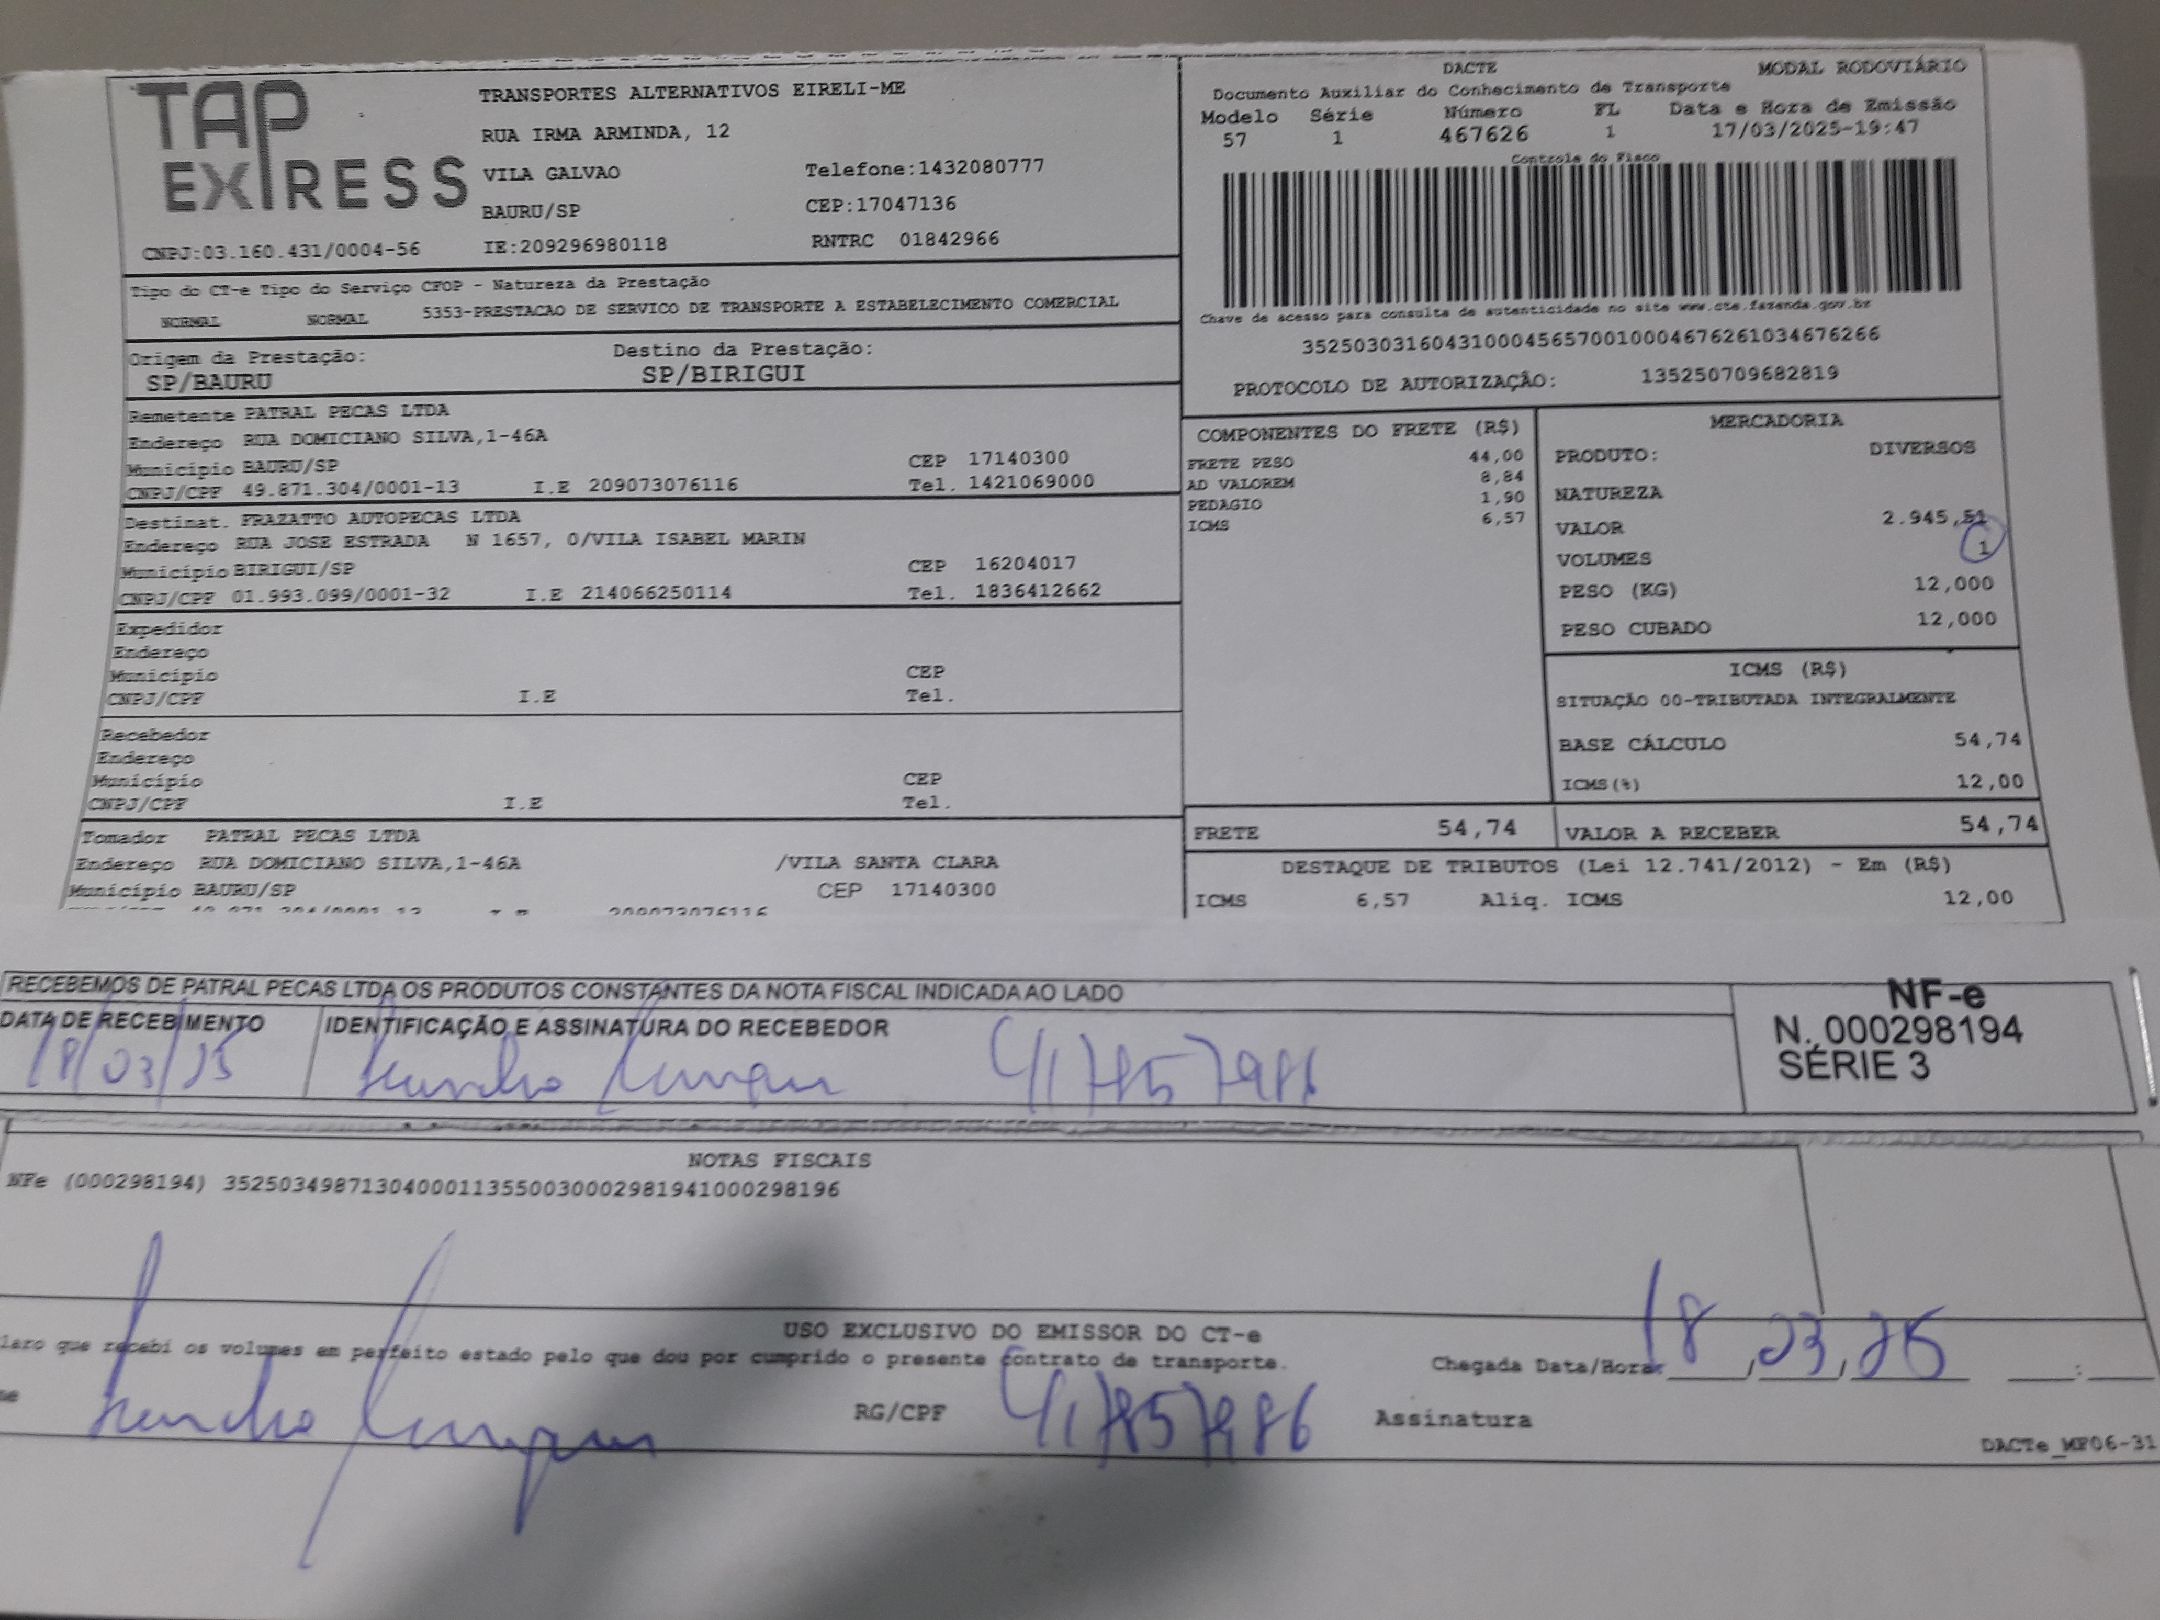 TAP EXPRESS
TRANSPORTES ALTERNATIVOS EIRELI-ME
RUA IRMA ARMINDA, 12
VILA GALVAO Telefone:1432080777
BAURU/SP CEP:17047136
CNPJ:03.160.431/0004-56 IE:209296980118 RNTRC 01842966
Tipo do CT-e Tipo do Serviço CFOP - Natureza da Prestação
NORMAL NORMAL 5353-PRESTACAO DE SERVICO DE TRANSPORTE A ESTABELECIMENTO COMERCIAL
Origem da Prestação: Destino da Prestação:
SP/BAURU SP/BIRIGUI
Remetente PATRAL PECAS LTDA
Endereço RUA DOMICIANO SILVA,1-46A
Município BAURU/SP CEP 17140300
CNPJ/CPF 49.871.304/0001-13 I.E 209073076116 Tel. 1421069000
Destinat. FRAZATTO AUTOPECAS LTDA
Endereço RUA JOSE ESTRADA N 1657, 0/VILA ISABEL MARIN
Município BIRIGUI/SP CEP 16204017
CNPJ/CPF 01.993.099/0001-32 I.E 214066250114 Tel. 1836412662
Expedidor
Endereço
Município CEP
CNPJ/CPF I.E Tel.
Recebedor
Endereço
Município CEP
CNPJ/CPF I.E Tel.
Tomador PATRAL PECAS LTDA
Endereço RUA DOMICIANO SILVA,1-46A /VILA SANTA CLARA
Município BAURU/SP CEP 17140300
DACTE MODAL RODOVIÁRIO
Documento Auxiliar do Conhecimento de Transporte
Modelo Série Número FL Data e Hora de Emissão
57 1 467626 1 17/03/2025-19:47
Controle do Fisco
Chave de acesso para consulta de autenticidade no site www.cte.fazenda.gov.br
35250303160431000456570010004676261034676266
PROTOCOLO DE AUTORIZAÇÃO: 135250709682819
COMPONENTES DO FRETE (R$)
FRETE PESO 44,00
AD VALOREM 8,84
PEDAGIO 1,90
ICMS 6,57
MERCADORIA
PRODUTO: DIVERSOS
NATUREZA
VALOR 2.945,51
VOLUMES 1
PESO (KG) 12,000
PESO CUBADO 12,000
ICMS (R$)
SITUAÇÃO 00-TRIBUTADA INTEGRALMENTE
BASE CÁLCULO 54,74
ICMS(%) 12,00
FRETE 54,74 VALOR A RECEBER 54,74
DESTAQUE DE TRIBUTOS (Lei 12.741/2012) - Em (R$)
ICMS 6,57 Aliq. ICMS 12,00
RECEBEMOS DE PATRAL PECAS LTDA OS PRODUTOS CONSTANTES DA NOTA FISCAL INDICADA AO LADO
DATA DE RECEBIMENTO IDENTIFICAÇÃO E ASSINATURA DO RECEBEDOR
18/03/25
NF-e
N. 000298194
SÉRIE 3
NOTAS FISCAIS
NFe (000298194) 35250349871304000113550030002981941000298196
USO EXCLUSIVO DO EMISSOR DO CT-e
laro que recebi os volumes em perfeito estado pelo que dou por cumprido o presente contrato de transporte.
Chegada Data/Hora: 18/03/25 :
RG/CPF Assinatura
DACTe_MF06-31